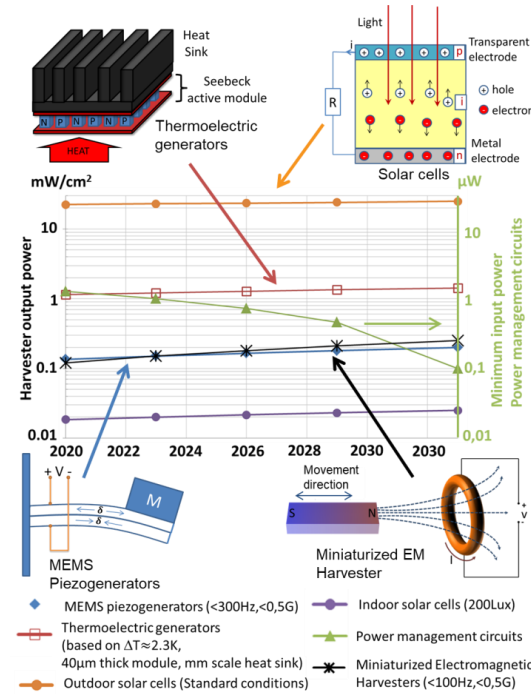 Heat
Sink
Seebeck
active module
N P N P N P
HEAT
Thermoelectric
generators
Light
i
R
Transparent
electrode
p
hole
i
electron
Metal
electrode
n
Solar cells
mW/cm²
µW
Harvester output power
10
1
0.1
0.01
10
1
0,1
0,01
Minimum input power
Power management circuits
2020 2022 2024 2026 2028 2030 2030
+ V -
M
δ
δ
MEMS
Piezogenerators
Movement
direction
S N
Miniaturized EM
Harvester
+
V
-
I
MEMS piezogenerators (<300Hz,<0,5G)
Thermoelectric generators
(based on ΔT≈2.3K,
40µm thick module, mm scale heat sink)
Outdoor solar cells (Standard conditions)
Indoor solar cells (200Lux)
Power management circuits
Miniaturized Electromagnetic
Harvesters (<100Hz,<0,5G)